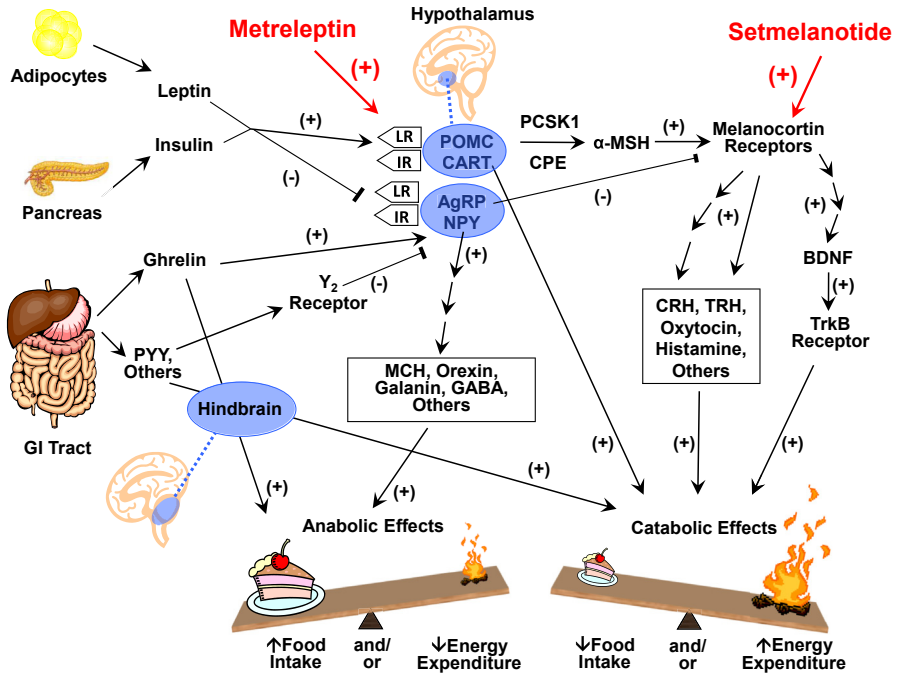 Hypothalamus
Metreleptin
Setmelanotide
(+)
(+)
Adipocytes
Leptin
(+)
LR
POMC
CART
IR
PCSK1
CPE
α-MSH
(+)
Melanocortin
Receptors
Insulin
(-)
Pancreas
LR
IR
AgRP
NPY
(-)
(+)
(+)
Ghrelin
(+)
(+)
BDNF
Y2
Receptor
(-)
(+)
TrkB
Receptor
CRH, TRH,
Oxytocin,
Histamine,
Others
PYY,
Others
MCH, Orexin,
Galanin, GABA,
Others
Hindbrain
GI Tract
(+)
(+)
(+)
(+)
(+)
(+)
Anabolic Effects
Catabolic Effects
↑Food
Intake
and/
or
↓Energy
Expenditure
↓Food
Intake
and/
or
↑Energy
Expenditure